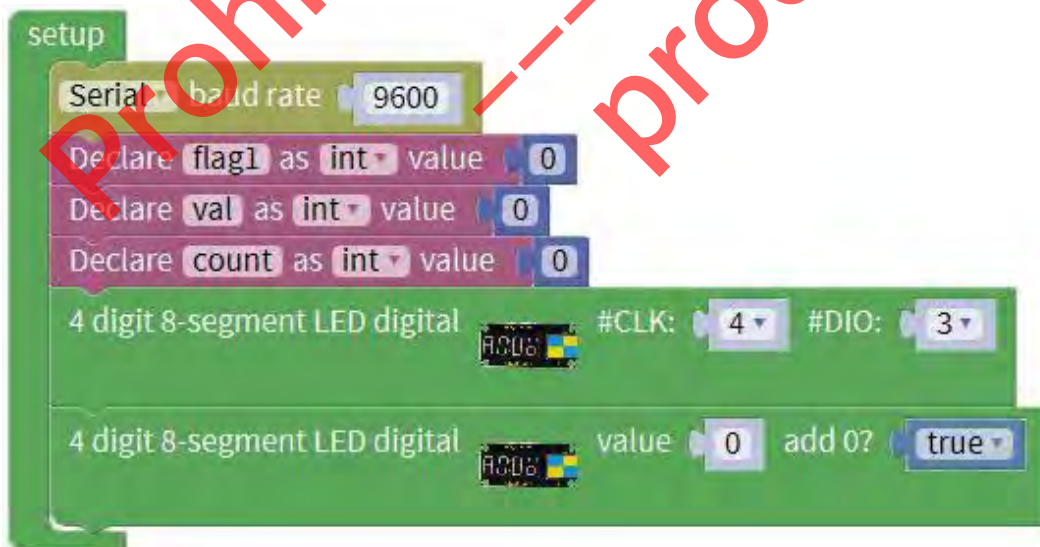 setup
Serial baud rate 9600
Declare flag1 as int value 0
Declare val as int value 0
Declare count as int value 0
4 digit 8-segment LED digital #CLK: 4 #DIO: 3
4 digit 8-segment LED digital value 0 add 0? true